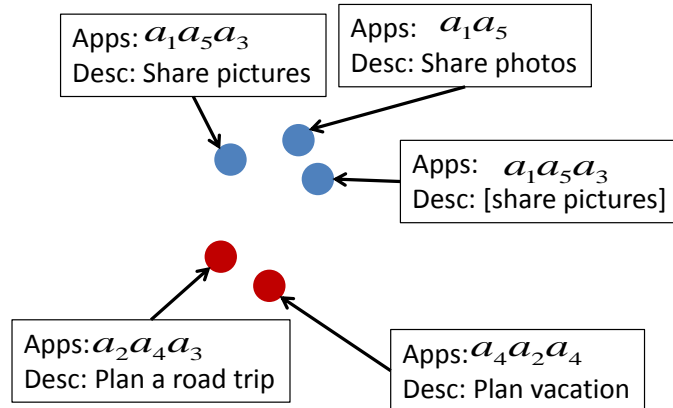 Apps: a₁a₅a₃
Desc: Share pictures
Apps: a₁a₅
Desc: Share photos
Apps: a₁a₅a₃
Desc: [share pictures]
Apps:a₂a₄a₃
Desc: Plan a road trip
Apps:a₄a₂a₄
Desc: Plan vacation